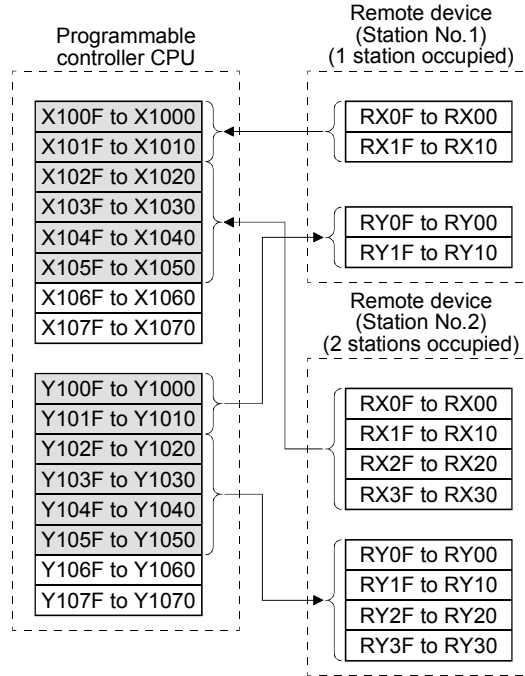 Programmable
controller CPU
X100F to X1000
X101F to X1010
X102F to X1020
X103F to X1030
X104F to X1040
X105F to X1050
X106F to X1060
X107F to X1070
Y100F to Y1000
Y101F to Y1010
Y102F to Y1020
Y103F to Y1030
Y104F to Y1040
Y105F to Y1050
Y106F to Y1060
Y107F to Y1070
Remote device
(Station No.1)
(1 station occupied)
RX0F to RX00
RX1F to RX10
RY0F to RY00
RY1F to RY10
Remote device
(Station No.2)
(2 stations occupied)
RX0F to RX00
RX1F to RX10
RX2F to RX20
RX3F to RX30
RY0F to RY00
RY1F to RY10
RY2F to RY20
RY3F to RY30